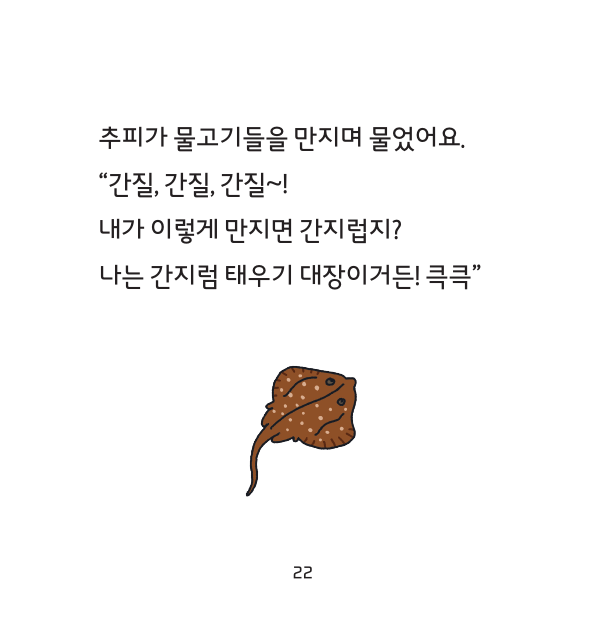 추피가 물고기들을 만지며 물었어요.
“간질, 간질, 간질~!
내가 이렇게 만지면 간지럽지?
나는 간지럼 태우기 대장이거든! 큭큭”
22